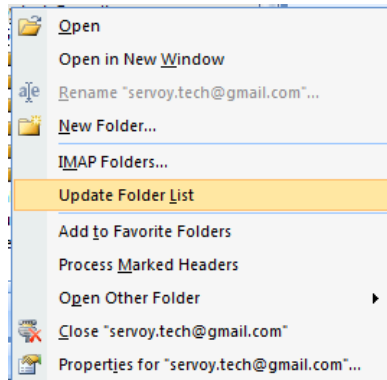 Open
Open in New Window
Rename "servoy.tech@gmail.com"...
New Folder...
IMAP Folders...
Update Folder List
Add to Favorite Folders
Process Marked Headers
Open Other Folder
Close "servoy.tech@gmail.com"
Properties for "servoy.tech@gmail.com"...